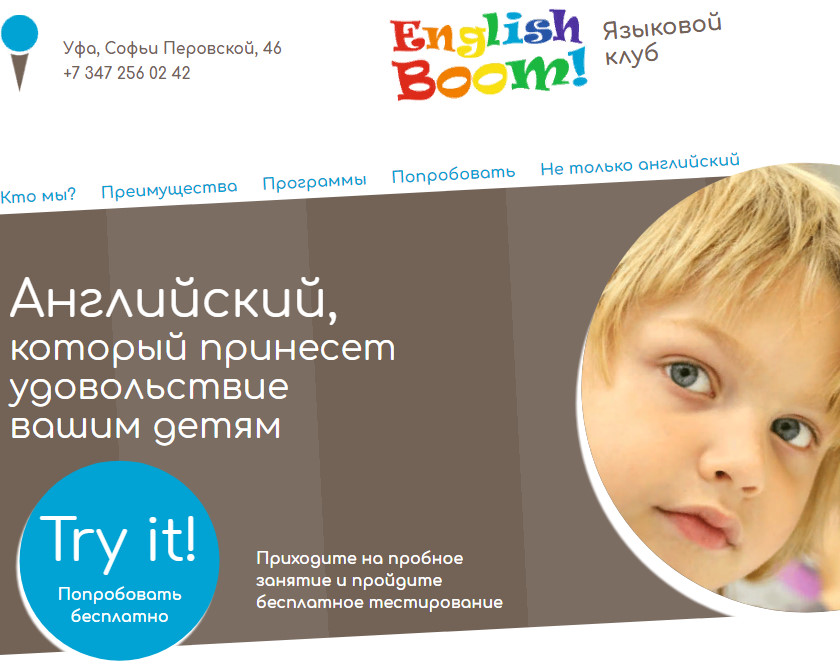 Уфа, Софьи Перовской, 46
+7 347 256 02 42
English
Boom!
Языковой
клуб
Кто мы? Преимущества Программы Попробовать Не только английский
Английский,
который принесет
удовольствие
вашим детям
Try it!
Попробовать
бесплатно
Приходите на пробное
занятие и пройдите
бесплатное тестирование